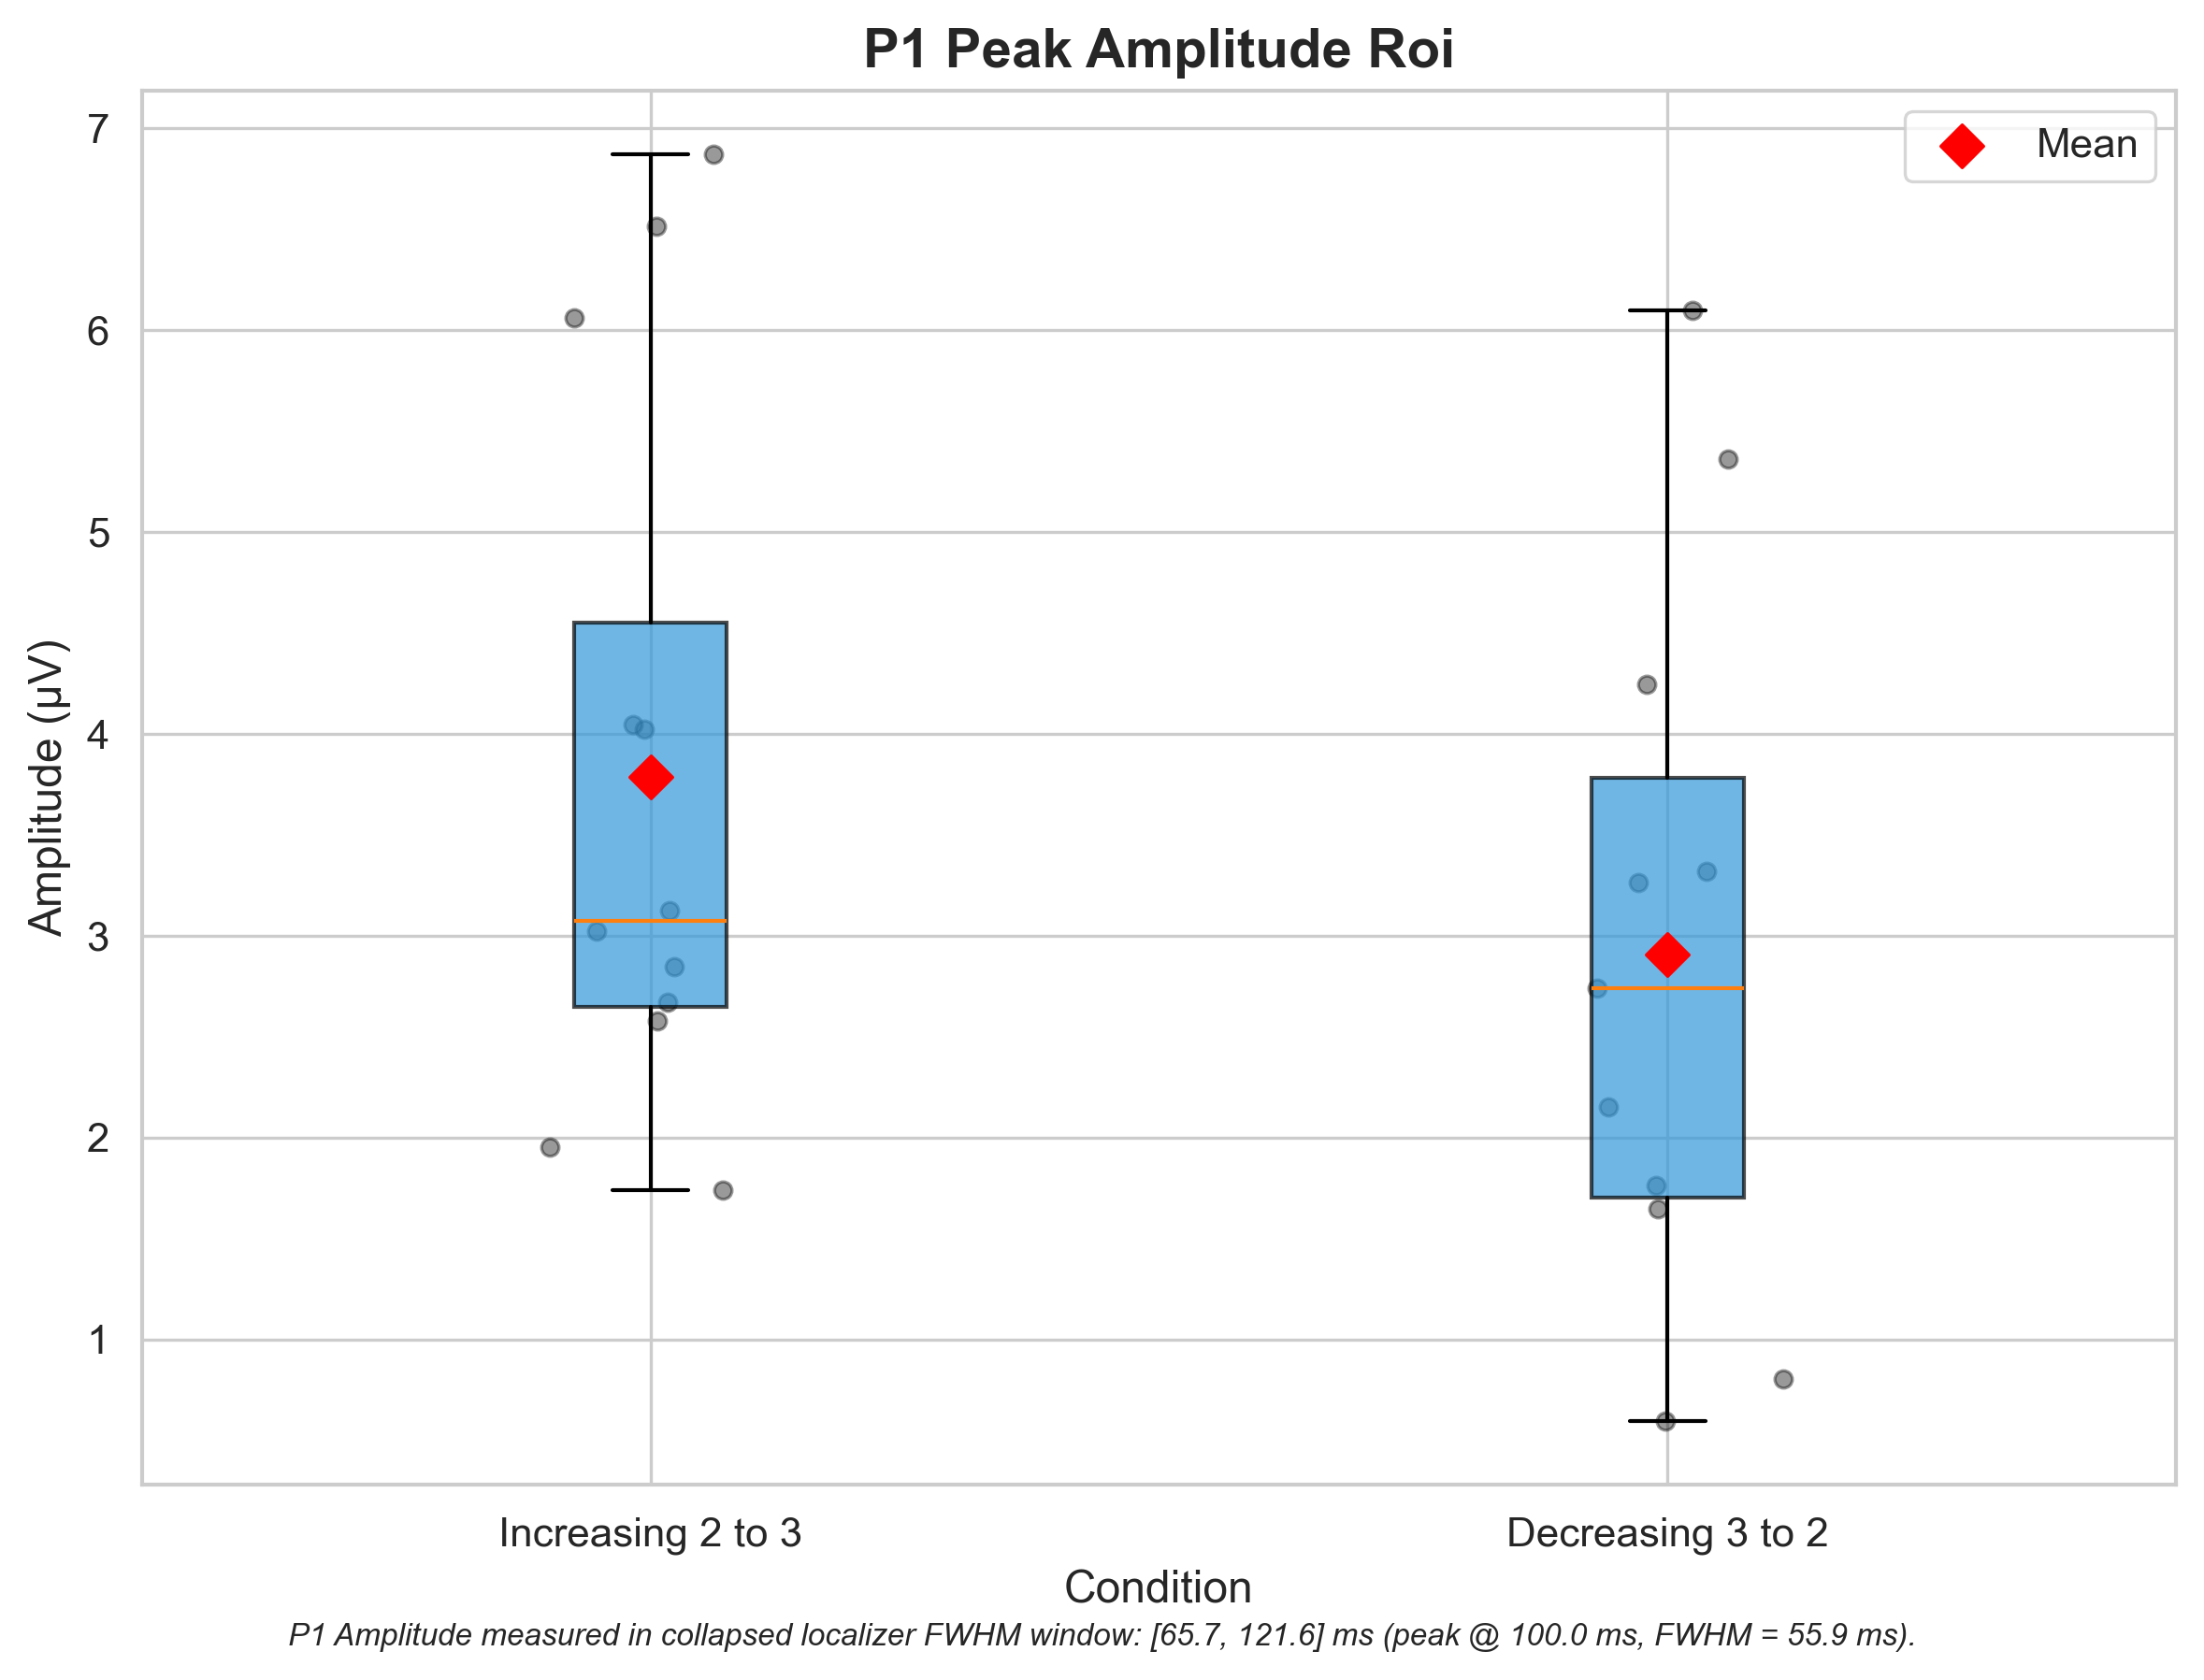 P1 Peak Amplitude Roi
Mean
7
6
5
4
3
2
1
Amplitude (µV)
Increasing 2 to 3
Decreasing 3 to 2
Condition
P1 Amplitude measured in collapsed localizer FWHM window: [65.7, 121.6] ms (peak @ 100.0 ms, FWHM = 55.9 ms).